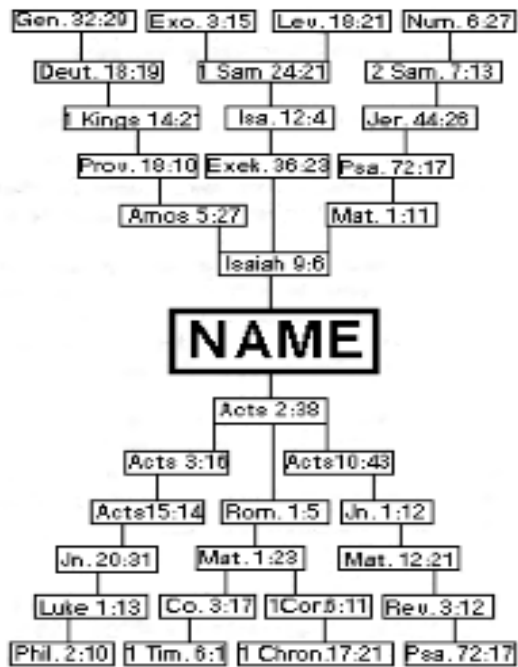 Gen. 32:29 Exo. 3:15 Lev. 18:21 Num. 6:27
Deut. 18:19 1 Sam 24:21 2 Sam. 7:13
1 Kings 14:21 Isa. 12:4 Jer. 44:26
Prov. 18:10 Exek. 36:23 Psa. 72:17
Amos 5:27 Mat. 1:11
Isaiah 9:6
NAME
Acts 2:38
Acts 3:16 Acts10:43
Acts15:14 Rom. 1:5 Jn. 1:12
Jn. 20:31 Mat. 1:23 Mat. 12:21
Luke 1:13 Co. 3:17 1Cor.6:11 Rev. 3:12
Phil. 2:10 1 Tim. 6:1 1 Chron.17:21 Psa. 72:17